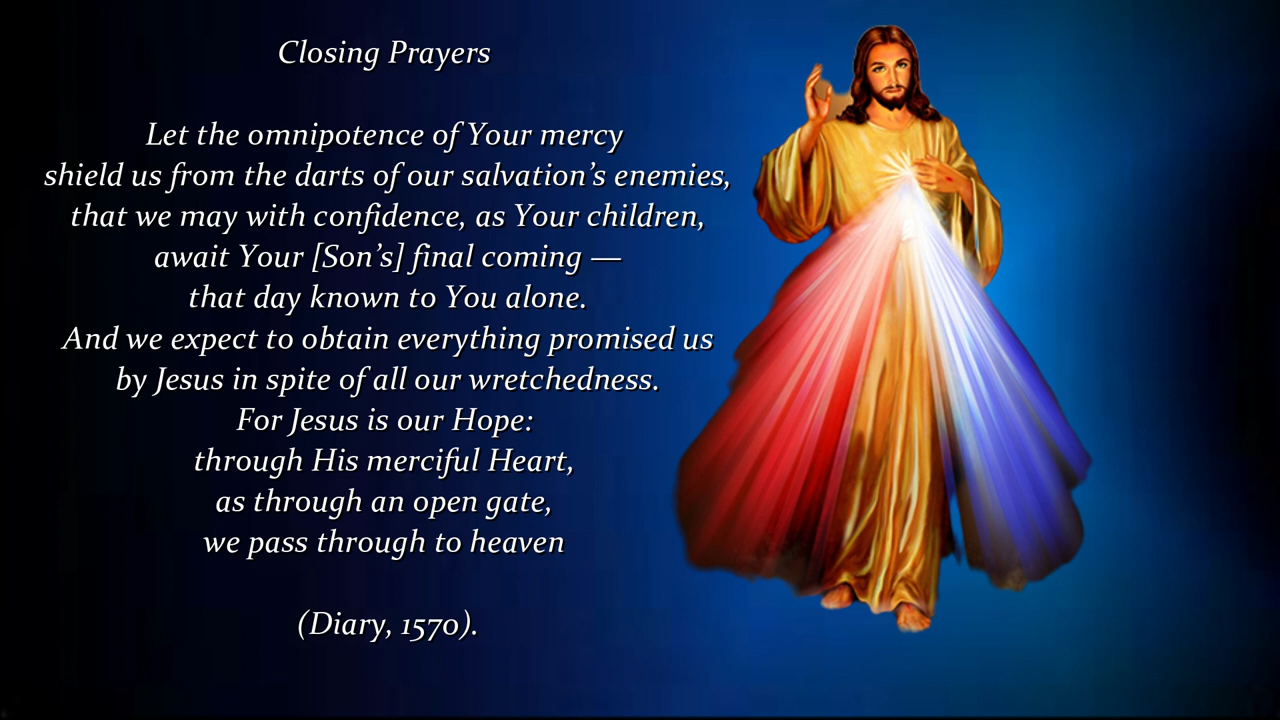 Closing Prayers
Let the omnipotence of Your mercy
shield us from the darts of our salvation’s enemies,
that we may with confidence, as Your children,
await Your [Son’s] final coming —
that day known to You alone.
And we expect to obtain everything promised us
by Jesus in spite of all our wretchedness.
For Jesus is our Hope:
through His merciful Heart,
as through an open gate,
we pass through to heaven
(Diary, 1570).